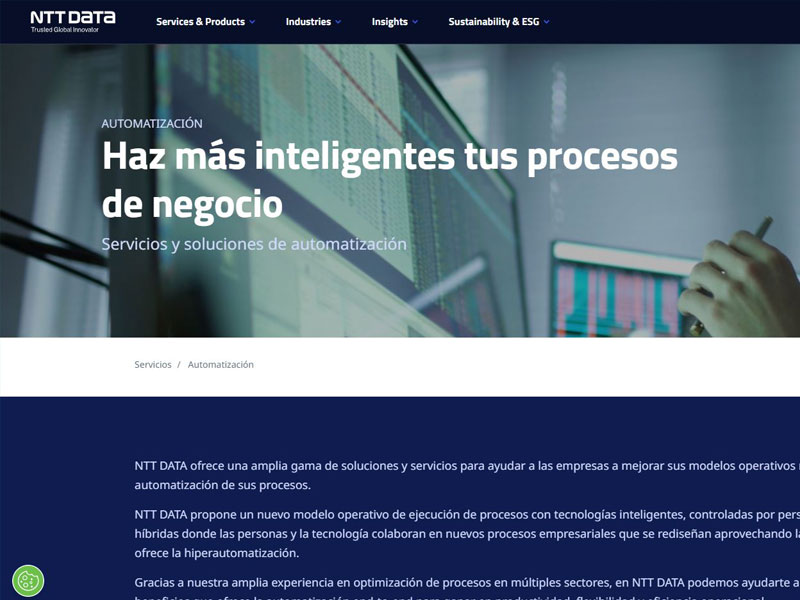 NTT DATA
Trusted Global Innovator
Services & Products
Industries
Insights
Sustainability & ESG
AUTOMATIZACIÓN
Haz más inteligentes tus procesos
de negocio
Servicios y soluciones de automatización
Servicios / Automatización
NTT DATA ofrece una amplia gama de soluciones y servicios para ayudar a las empresas a mejorar sus modelos operativos
automatización de sus procesos.
NTT DATA propone un nuevo modelo operativo de ejecución de procesos con tecnologías inteligentes, controladas por pers
híbridas donde las personas y la tecnología colaboran en nuevos procesos empresariales que se rediseñan aprovechando la
ofrece la hiperautomatización.
Gracias a nuestra amplia experiencia en optimización de procesos en múltiples sectores, en NTT DATA podemos ayudarte a